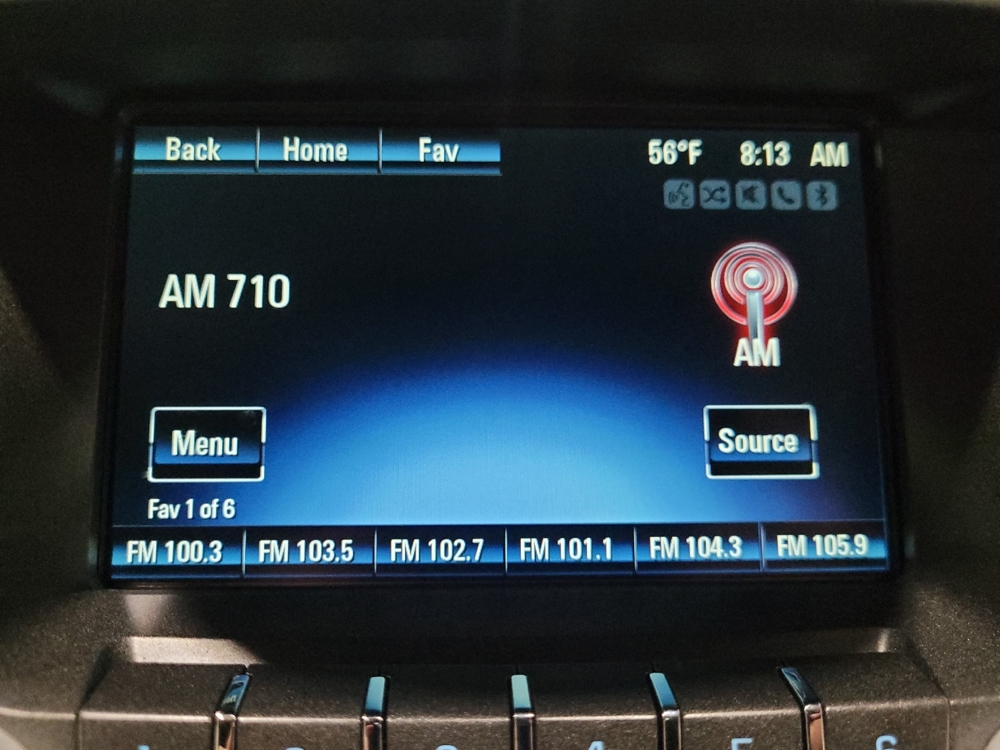 Back Home Fav 56°F 8:13 AM
AM 710
AM
Menu Source
Fav 1 of 6
FM 100.3 FM 103.5 FM 102.7 FM 101.1 FM 104.3 FM 105.9